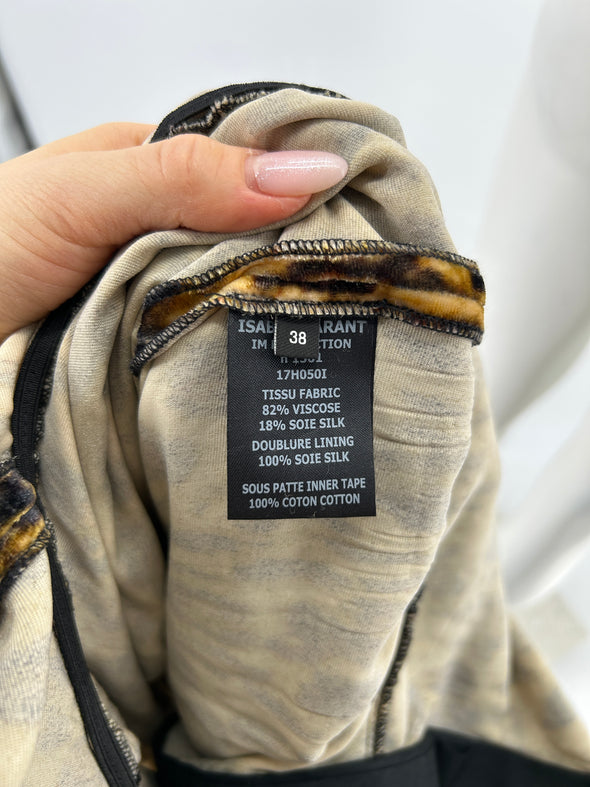 38
TISSU FABRIC
82% VISCOSE
18% SOIE SILK
DOUBLURE LINING
100% SOIE SILK
SOUS PATTE INNER TAPE
100% COTON COTTON
17H050I